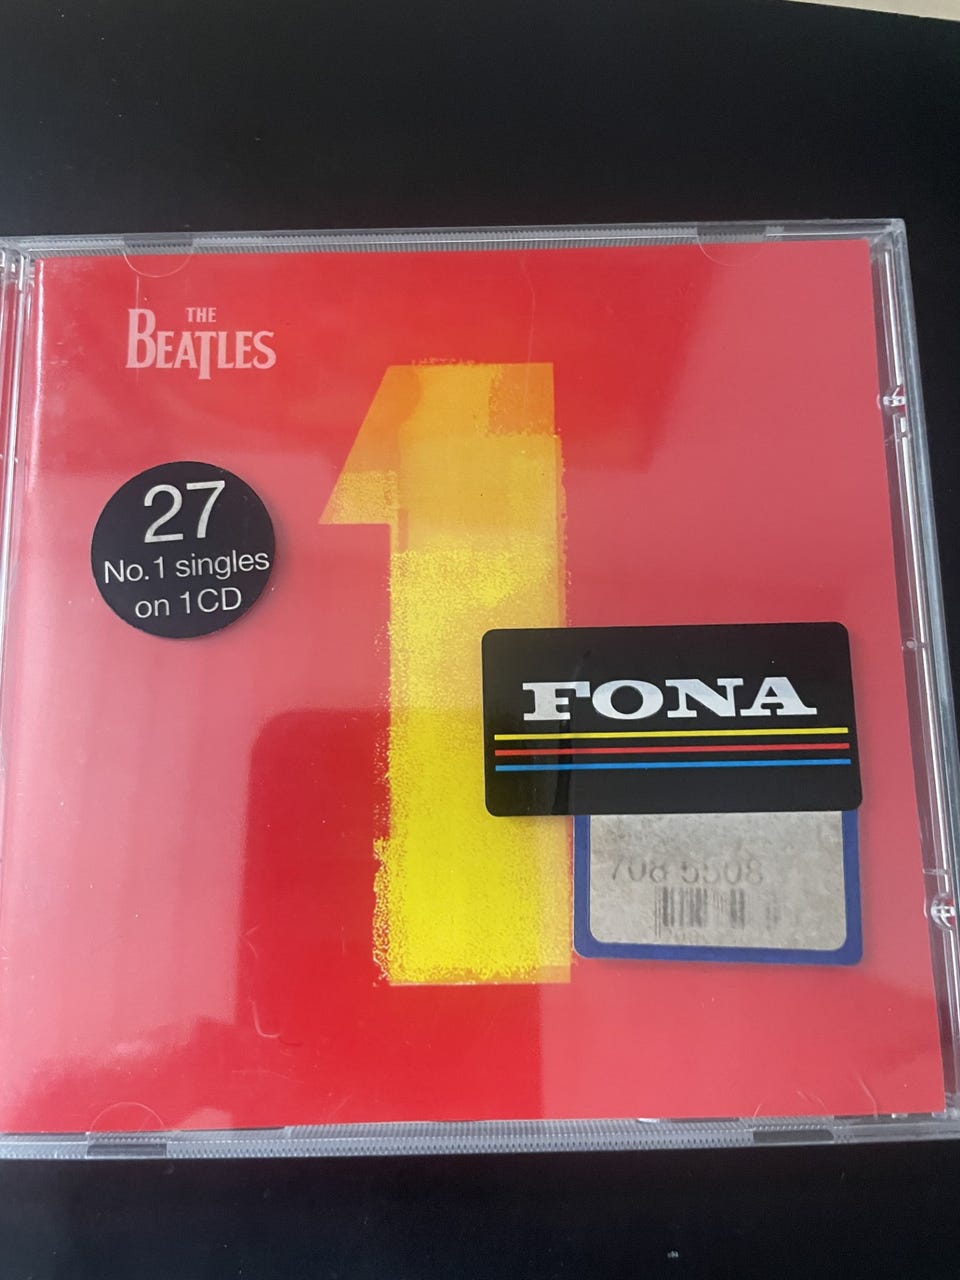 THE
BEATLES
1
27
No.1 singles
on 1CD
FONA
708 5508